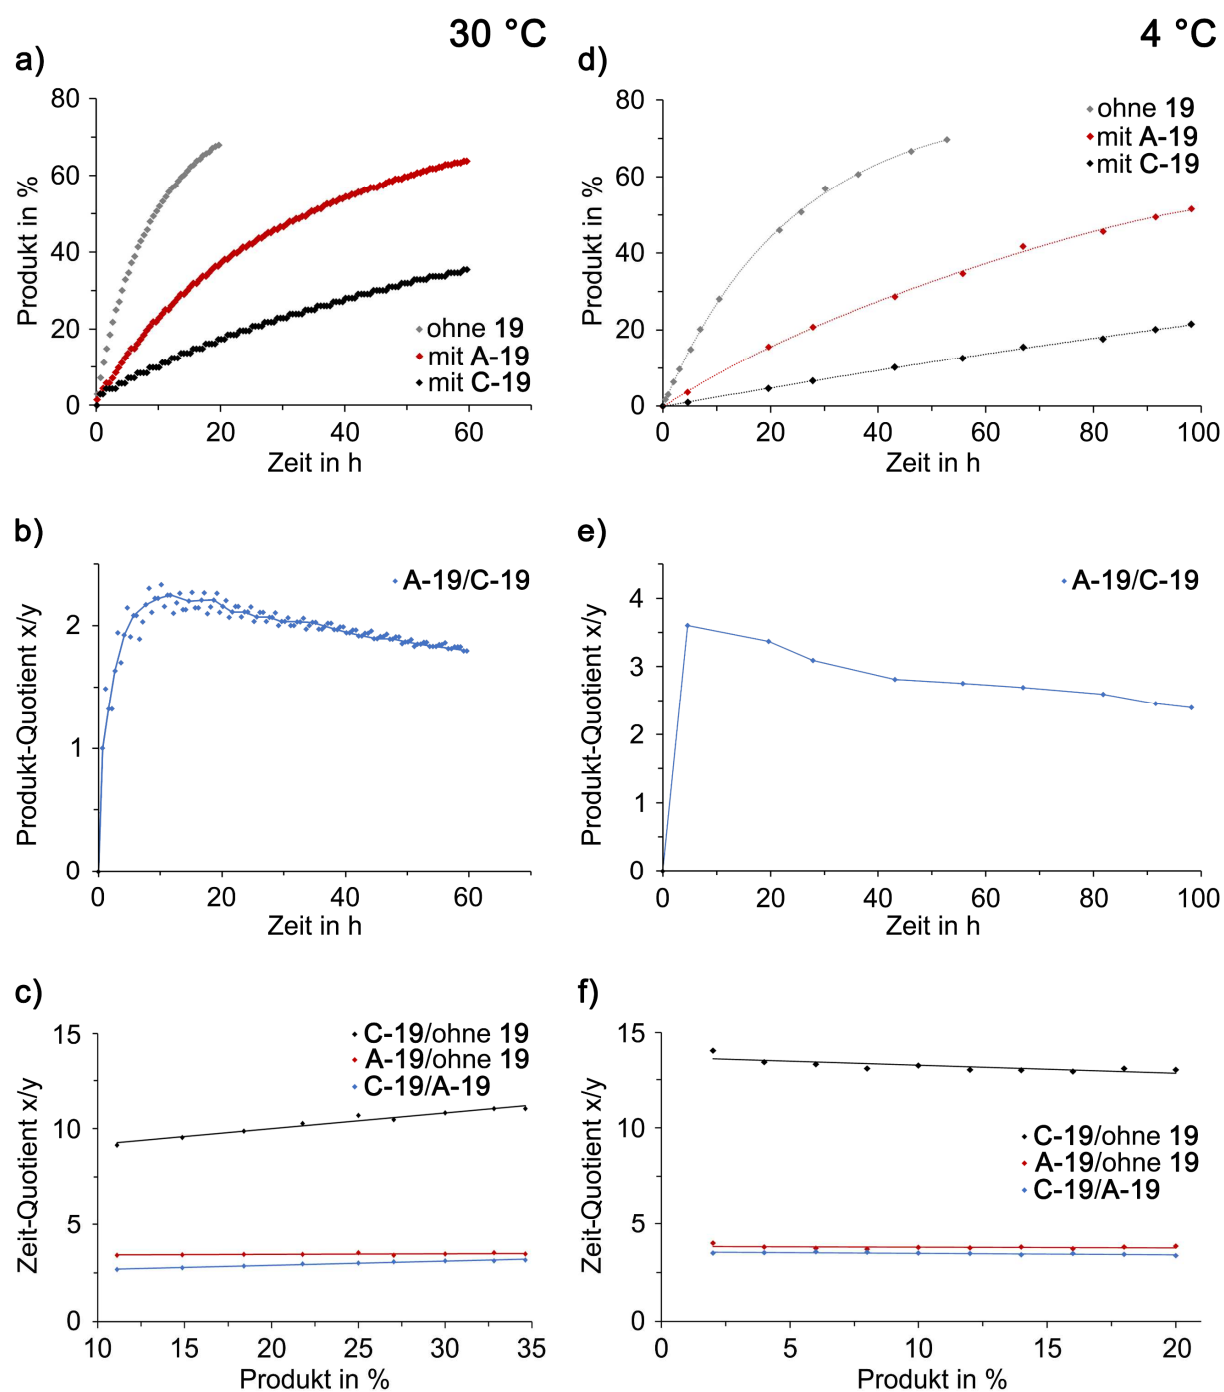 30 °C
4 °C
a)
80
60
40
20
0
Produkt in %
ohne 19
mit A-19
mit C-19
0 20 40 60
Zeit in h
d)
80
60
40
20
0
Produkt in %
ohne 19
mit A-19
mit C-19
0 20 40 60 80 100
Zeit in h
b)
2
1
0
Produkt-Quotient x/y
A-19/C-19
0 20 40 60
Zeit in h
e)
4
3
2
1
0
Produkt-Quotient x/y
A-19/C-19
0 20 40 60 80 100
Zeit in h
c)
15
10
5
0
Zeit-Quotient x/y
C-19/ohne 19
A-19/ohne 19
C-19/A-19
10 15 20 25 30 35
Produkt in %
f)
15
10
5
0
Zeit-Quotient x/y
C-19/ohne 19
A-19/ohne 19
C-19/A-19
0 5 10 15 20
Produkt in %